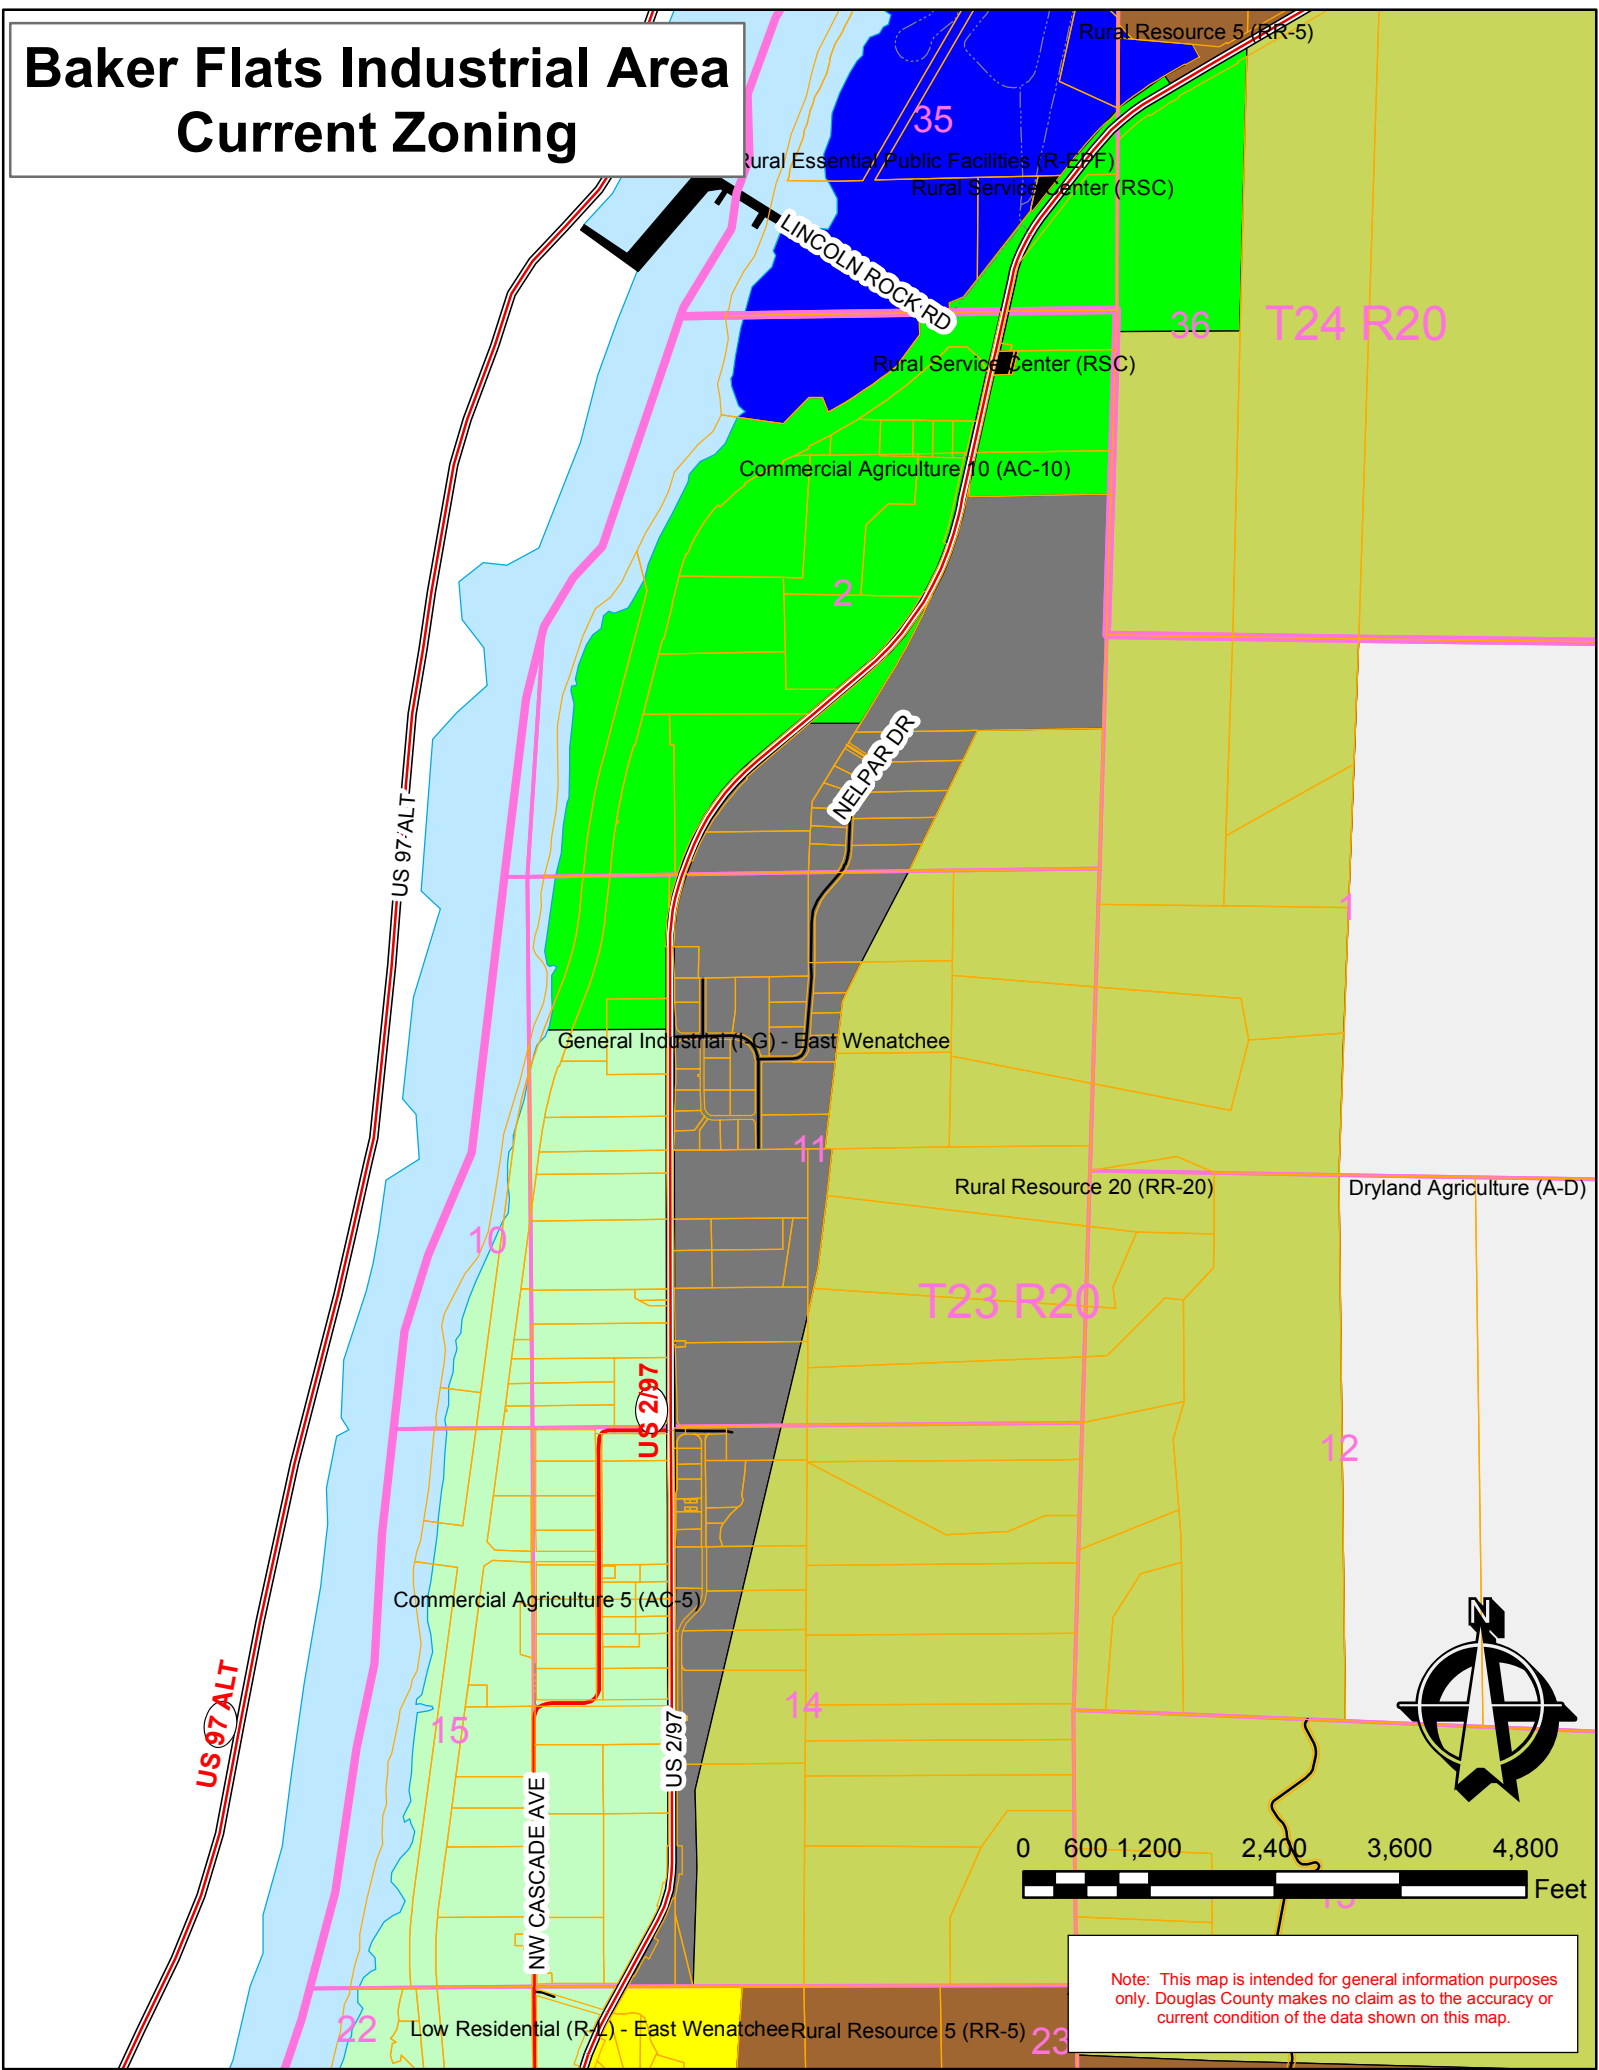 Baker Flats Industrial Area
Current Zoning
Rural Resource 5 (RR-5)
35
Rural Essential Public Facilities (R-EPF)
Rural Service Center (RSC)
LINCOLN ROCK RD
36
T24 R20
Rural Service Center (RSC)
Commercial Agriculture 10 (AC-10)
2
NELPAR DR
US 97 ALT
1
General Industrial (I-G) - East Wenatchee
11
Rural Resource 20 (RR-20)
Dryland Agriculture (A-D)
10
T23 R20
US 2/97
12
Commercial Agriculture 5 (AC-5)
N
US 97 ALT
15
14
US 2/97
NW CASCADE AVE
0 600 1,200 2,400 3,600 4,800
Feet
Note: This map is intended for general information purposes
only. Douglas County makes no claim as to the accuracy or
current condition of the data shown on this map.
22
Low Residential (R-L) - East Wenatchee
Rural Resource 5 (RR-5)
23